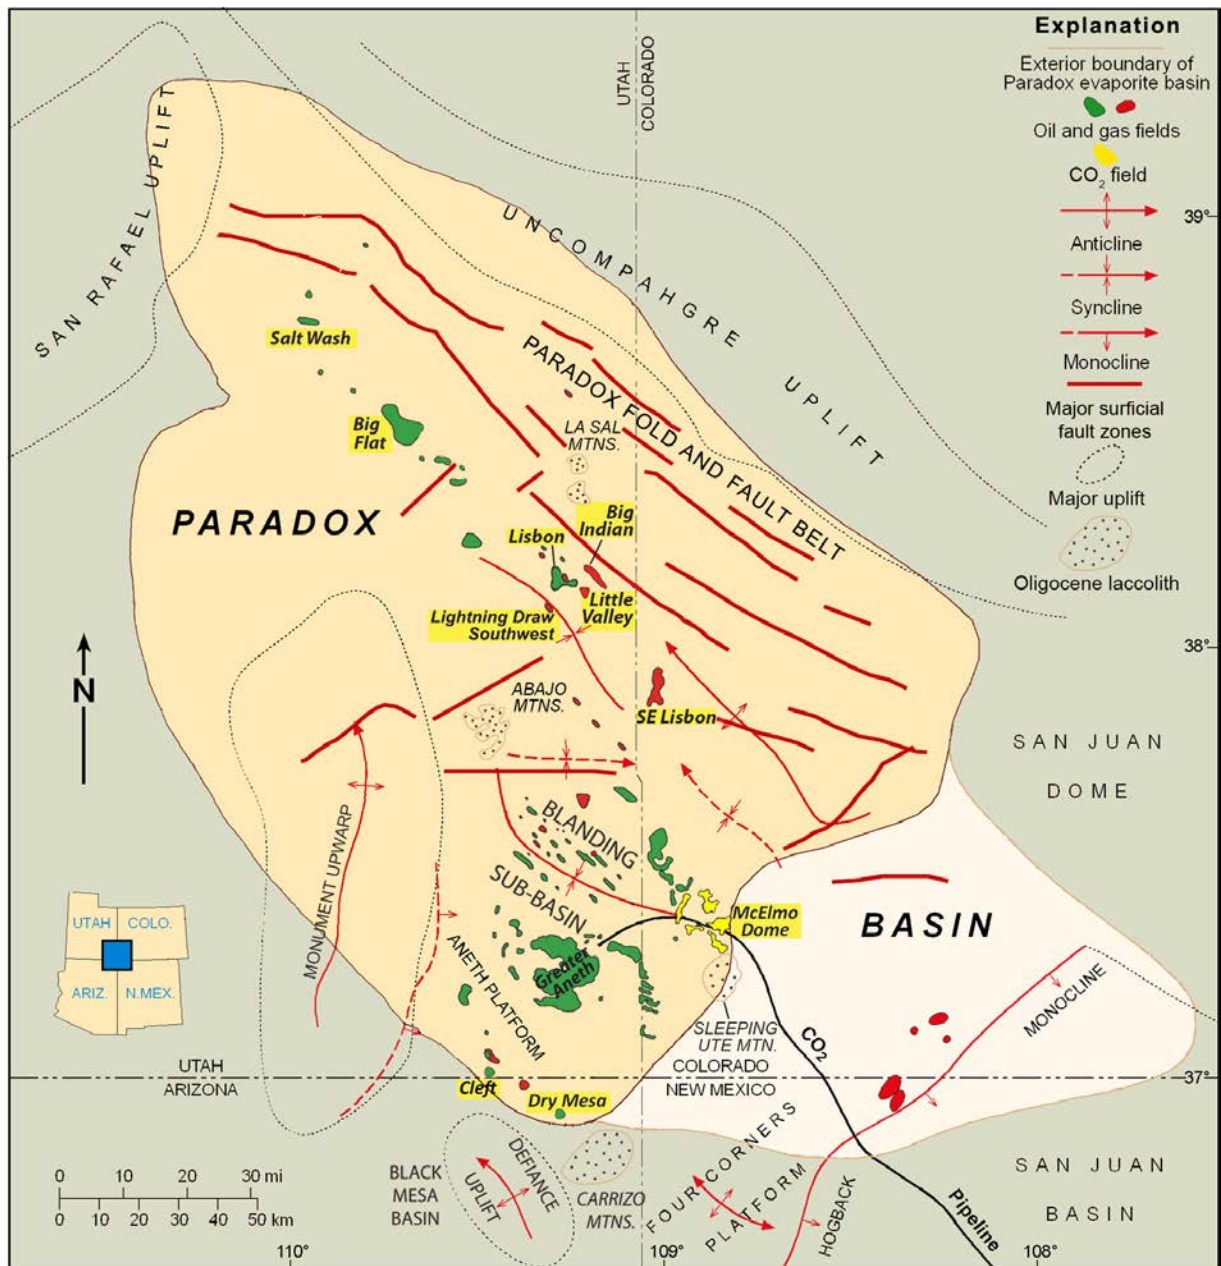 Explanation
Exterior boundary of
Paradox evaporite basin
Oil and gas fields
CO₂ field
Anticline
Syncline
Monocline
Major surficial
fault zones
Major uplift
Oligocene laccolith
UTAH
COLORADO
39°
SAN RAFAEL UPLIFT
UNCOMPAHGRE UPLIFT
Salt Wash
PARADOX FOLD AND FAULT BELT
Big
Flat
LA SAL
MTNS.
PARADOX
Big
Indian
Lisbon
Little
Valley
Lightning Draw
Southwest
38°
N
ABAJO
MTNS.
SE Lisbon
SAN JUAN
DOME
BLANDING
SUB-BASIN
MONUMENT UPWARP
McElmo
Dome
BASIN
UTAH
COLO.
ARIZ.
N.MEX.
Greater
Aneth
ANETH PLATFORM
MONOCLINE
SLEEPING
UTE MTN.
CO₂
UTAH
ARIZONA
COLORADO
NEW MEXICO
37°
Cleft
Dry Mesa
BLACK
MESA
BASIN
DEFIANCE
UPLIFT
CARRIZO
MTNS.
FOUR CORNERS
PLATFORM
HOGBACK
Pipeline
SAN JUAN
BASIN
0 10 20 30 mi
0 10 20 30 40 50 km
110°
109°
108°